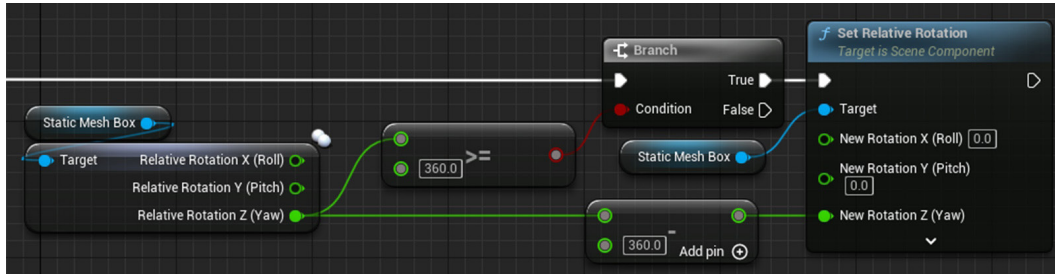 Static Mesh Box
Target
Relative Rotation X (Roll)
Relative Rotation Y (Pitch)
Relative Rotation Z (Yaw)
>=
360.0
Branch
True
Condition
False
Static Mesh Box
-
360.0
Add pin
Set Relative Rotation
Target is Scene Component
Target
New Rotation X (Roll) 0.0
New Rotation Y (Pitch)
0.0
New Rotation Z (Yaw)